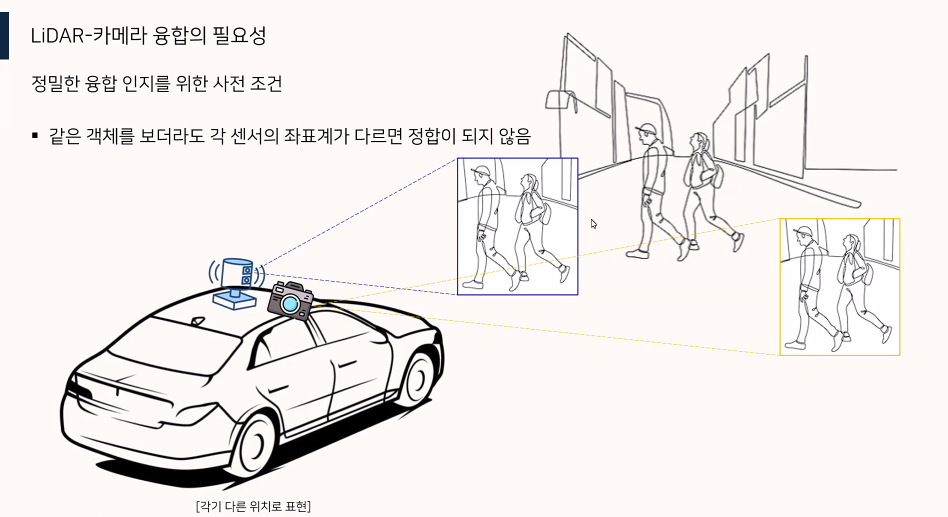 LiDAR-카메라 융합의 필요성
정밀한 융합 인지를 위한 사전 조건
▪ 같은 객체를 보더라도 각 센서의 좌표계가 다르면 정합이 되지 않음
[각기 다른 위치로 표현]